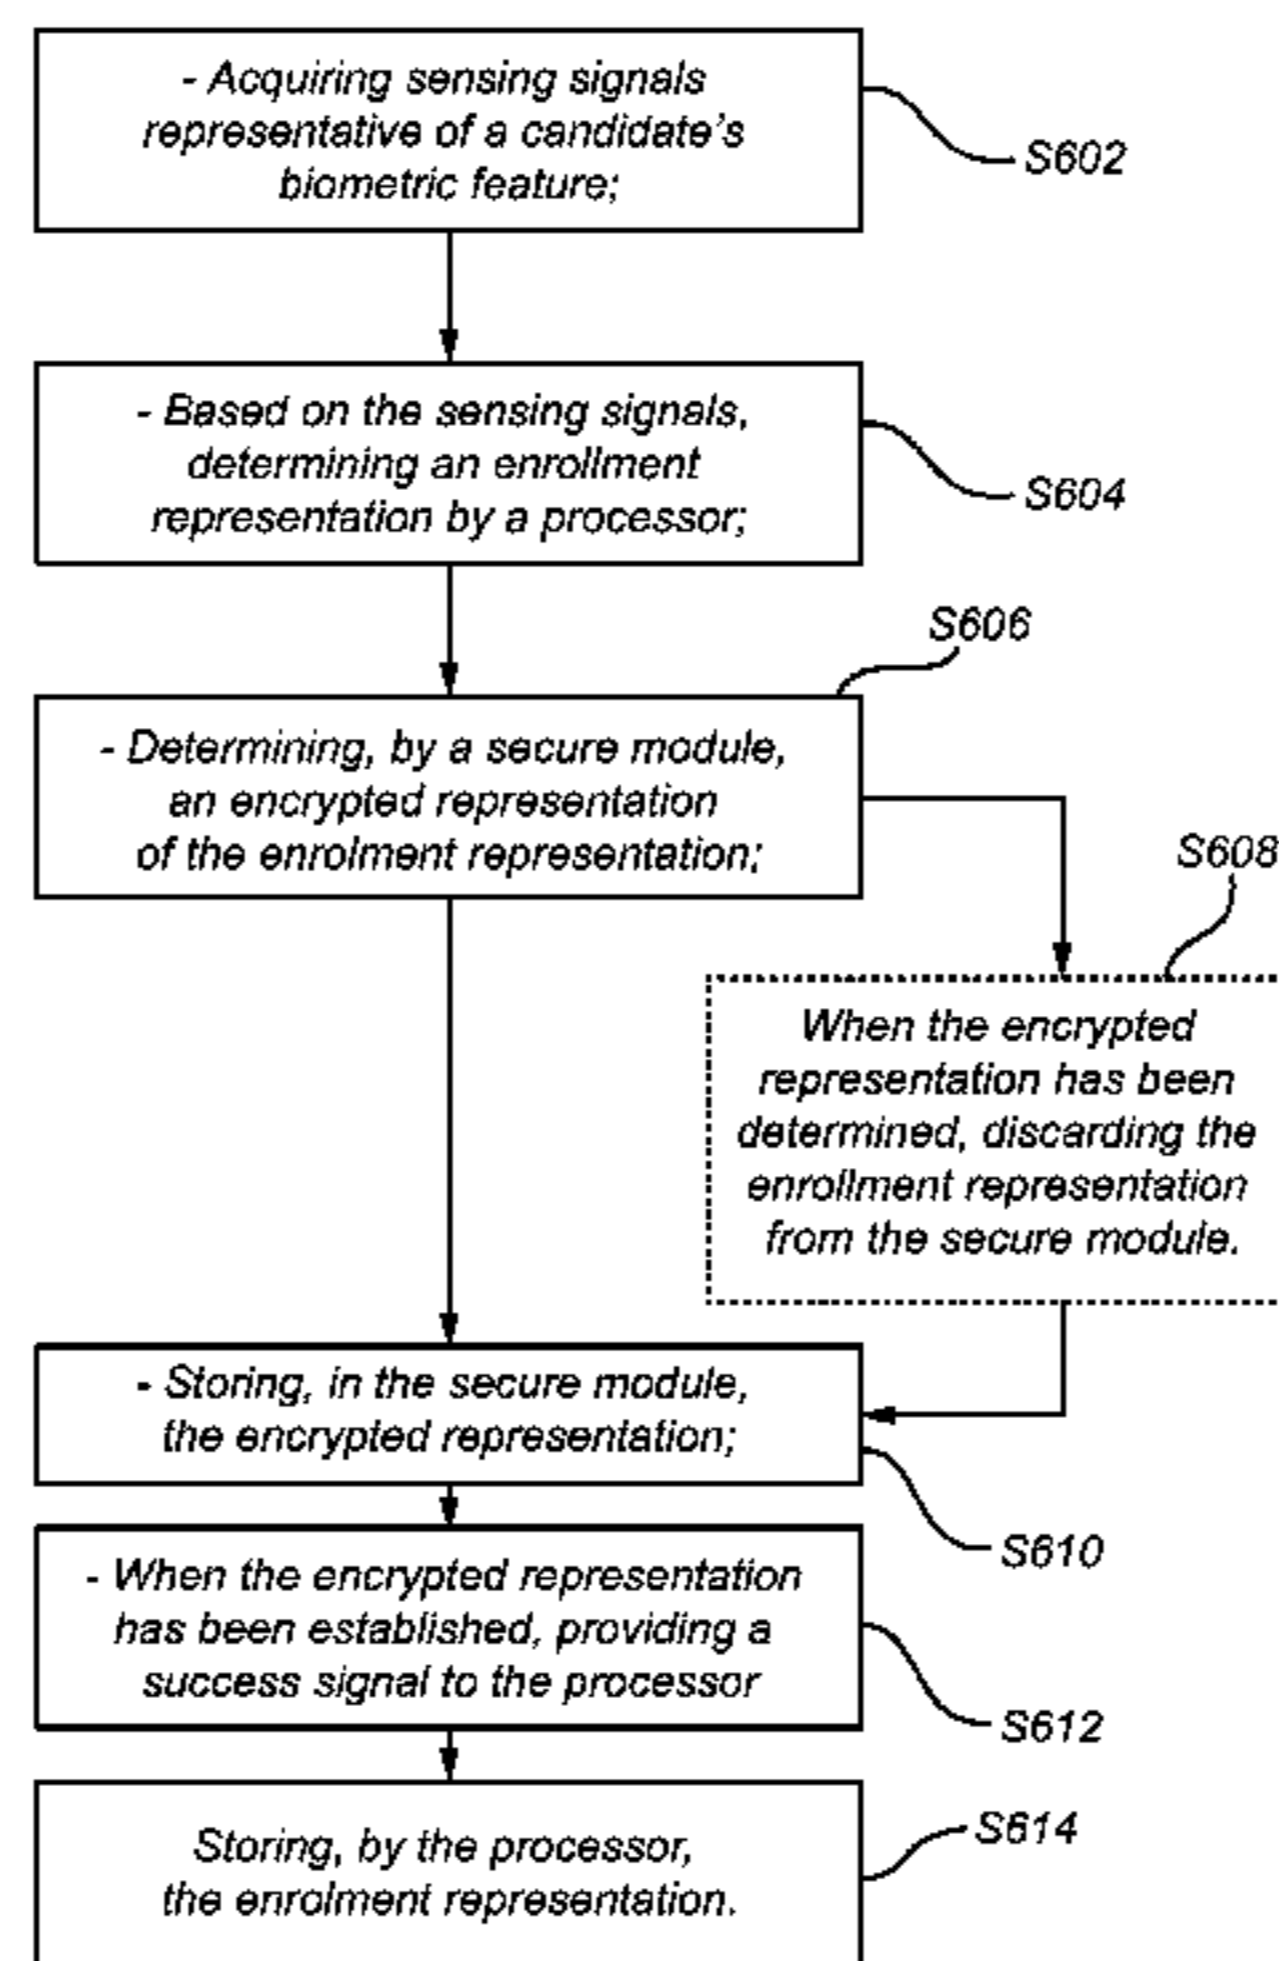 - Acquiring sensing signals
representative of a candidate's
biometric feature;
S602
- Based on the sensing signals,
determining an enrollment
representation by a processor;
S604
S606
- Determining, by a secure module,
an encrypted representation
of the enrolment representation;
S608
When the encrypted
representation has been
determined, discarding the
enrollment representation
from the secure module.
- Storing, in the secure module,
the encrypted representation;
S610
- When the encrypted representation
has been established, providing a
success signal to the processor
S612
Storing, by the processor,
the enrolment representation.
S614